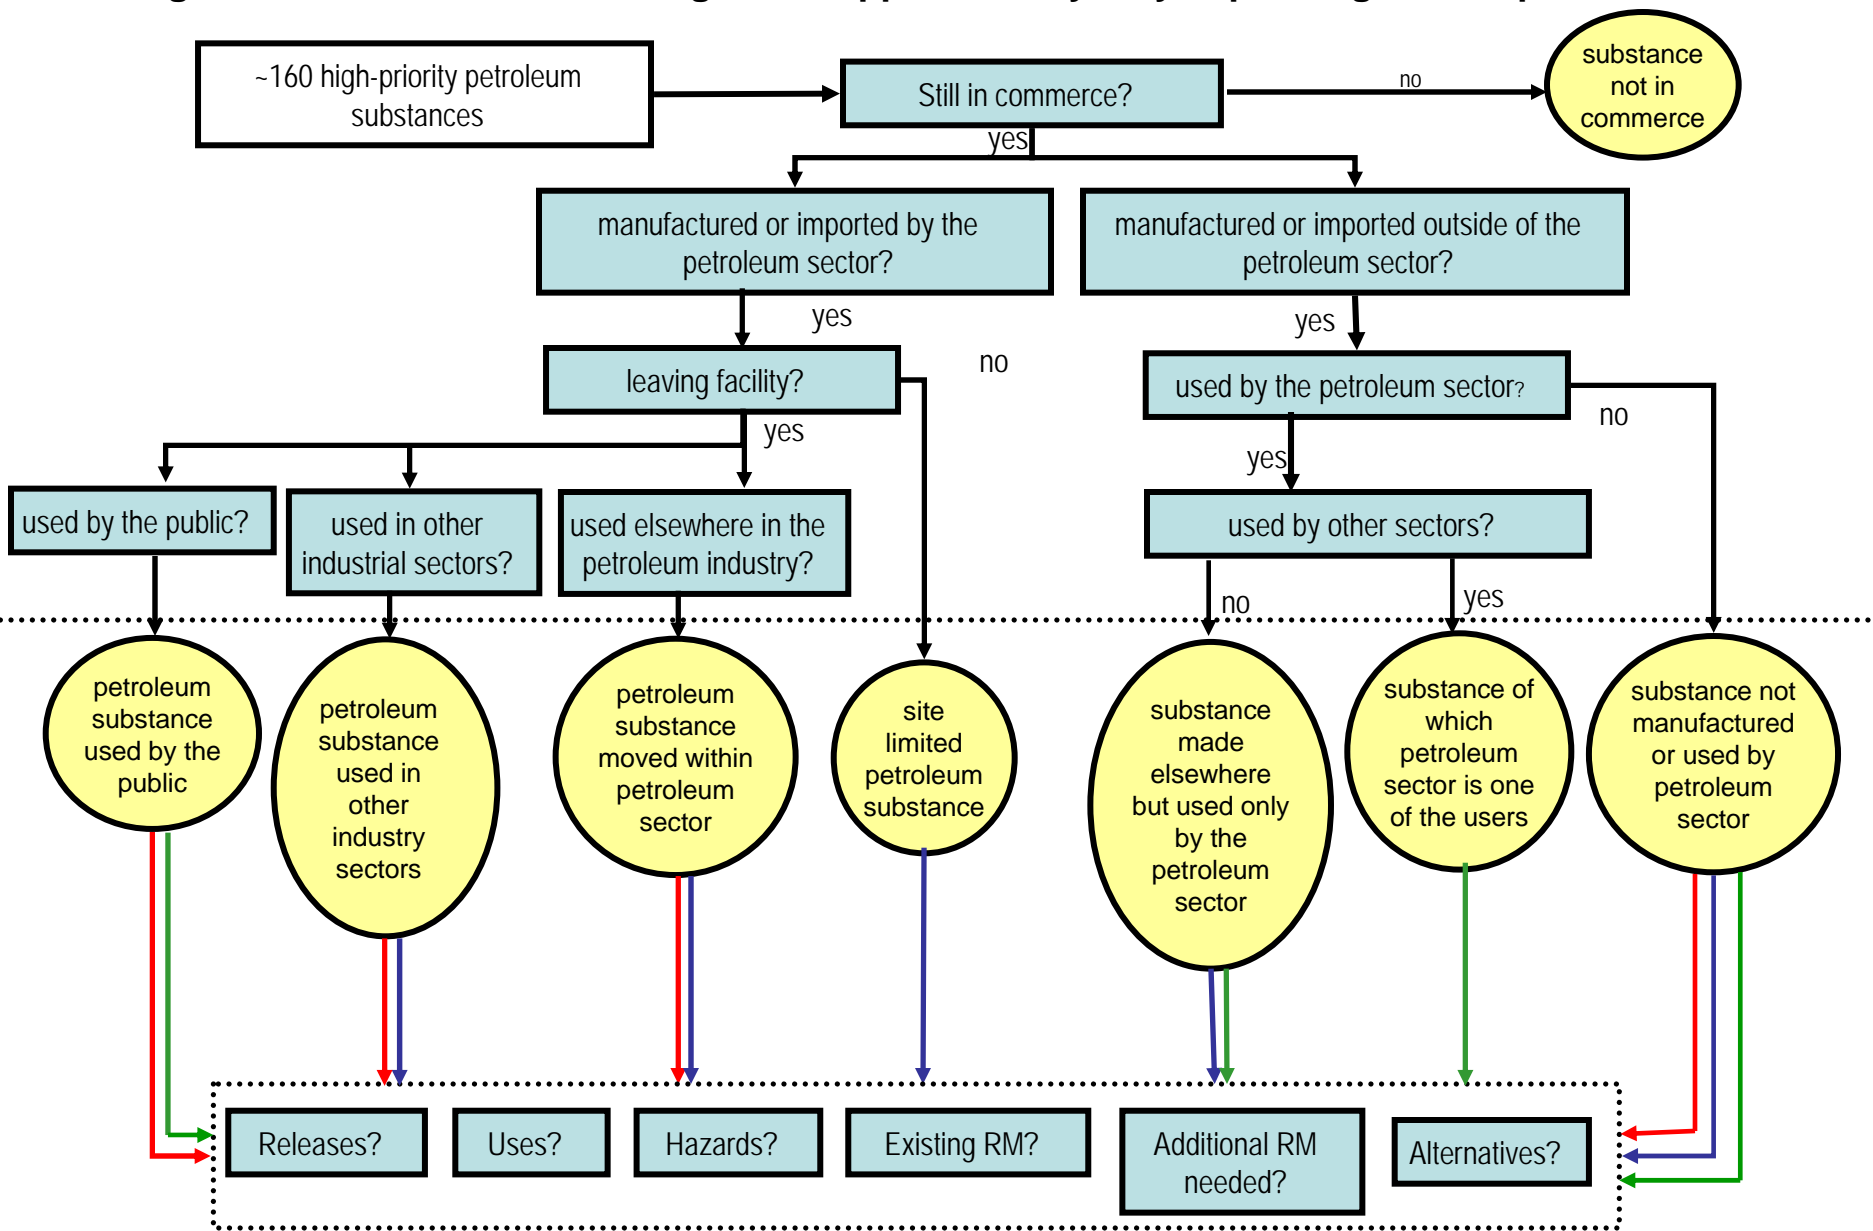 ~160 high-priority petroleum
substances
Still in commerce?
no
substance
not in
commerce
yes
manufactured or imported by the
petroleum sector?
manufactured or imported outside of the
petroleum sector?
yes
yes
leaving facility?
no
used by the petroleum sector?
no
yes
yes
used by the public?
used in other
industrial sectors?
used elsewhere in the
petroleum industry?
used by other sectors?
no
yes
petroleum
substance
used by the
public
petroleum
substance
used in
other
industry
sectors
petroleum
substance
moved within
petroleum
sector
site
limited
petroleum
substance
substance
made
elsewhere
but used only
by the
petroleum
sector
substance of
which
petroleum
sector is one
of the users
substance not
manufactured
or used by
petroleum
sector
Releases?
Uses?
Hazards?
Existing RM?
Additional RM
needed?
Alternatives?